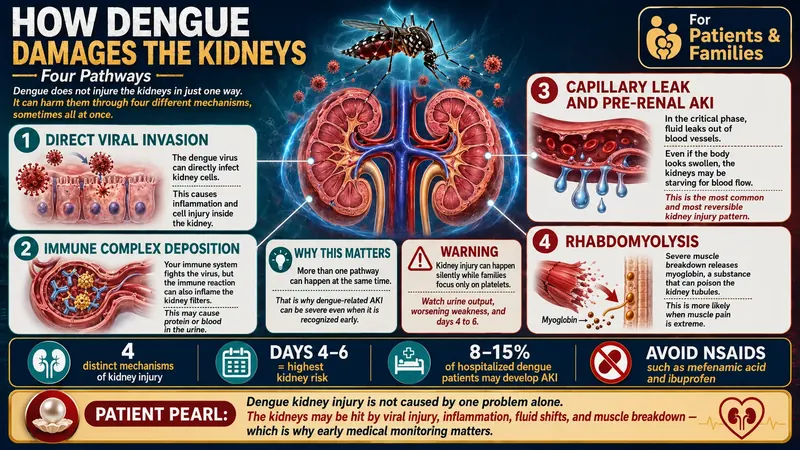 HOW DENGUE
DAMAGES THE KIDNEYS
Four Pathways
Dengue does not injure the kidneys in just one way.
It can harm them through four different mechanisms,
sometimes all at once.
For
Patients &
Families
1 DIRECT VIRAL INVASION
The dengue virus
can directly infect
kidney cells.
This causes
inflammation and
cell injury inside
the kidney.
2 IMMUNE COMPLEX DEPOSITION
Your immune system
fights the virus, but
the immune reaction
can also inflame the
kidney filters.
This may cause
protein or blood
in the urine.
3 CAPILLARY LEAK
AND PRE-RENAL AKI
In the critical phase,
fluid leaks out of
blood vessels.
Even if the body
looks swollen, the
kidneys may be
starving for blood flow.
This is the most common
and most reversible
kidney injury pattern.
4 RHABDOMYOLYSIS
Severe muscle
breakdown releases
myoglobin, a substance
that can poison the
kidney tubules.
This is more likely
when muscle pain
is extreme.
Myoglobin
WHY THIS MATTERS
More than one pathway
can happen at the same time.
That is why dengue-related AKI
can be severe even when it is
recognized early.
WARNING
Kidney injury can happen
silently while families
focus only on platelets.
Watch urine output,
worsening weakness, and
days 4 to 6.
4
distinct mechanisms
of kidney injury
DAYS 4–6
= highest
kidney risk
8–15%
of hospitalized dengue
patients may develop AKI
AVOID NSAIDS
such as mefenamic acid
and ibuprofen
PATIENT PEARL:
Dengue kidney injury is not caused by one problem alone.
The kidneys may be hit by viral injury, inflammation, fluid shifts, and muscle breakdown —
which is why early medical monitoring matters.